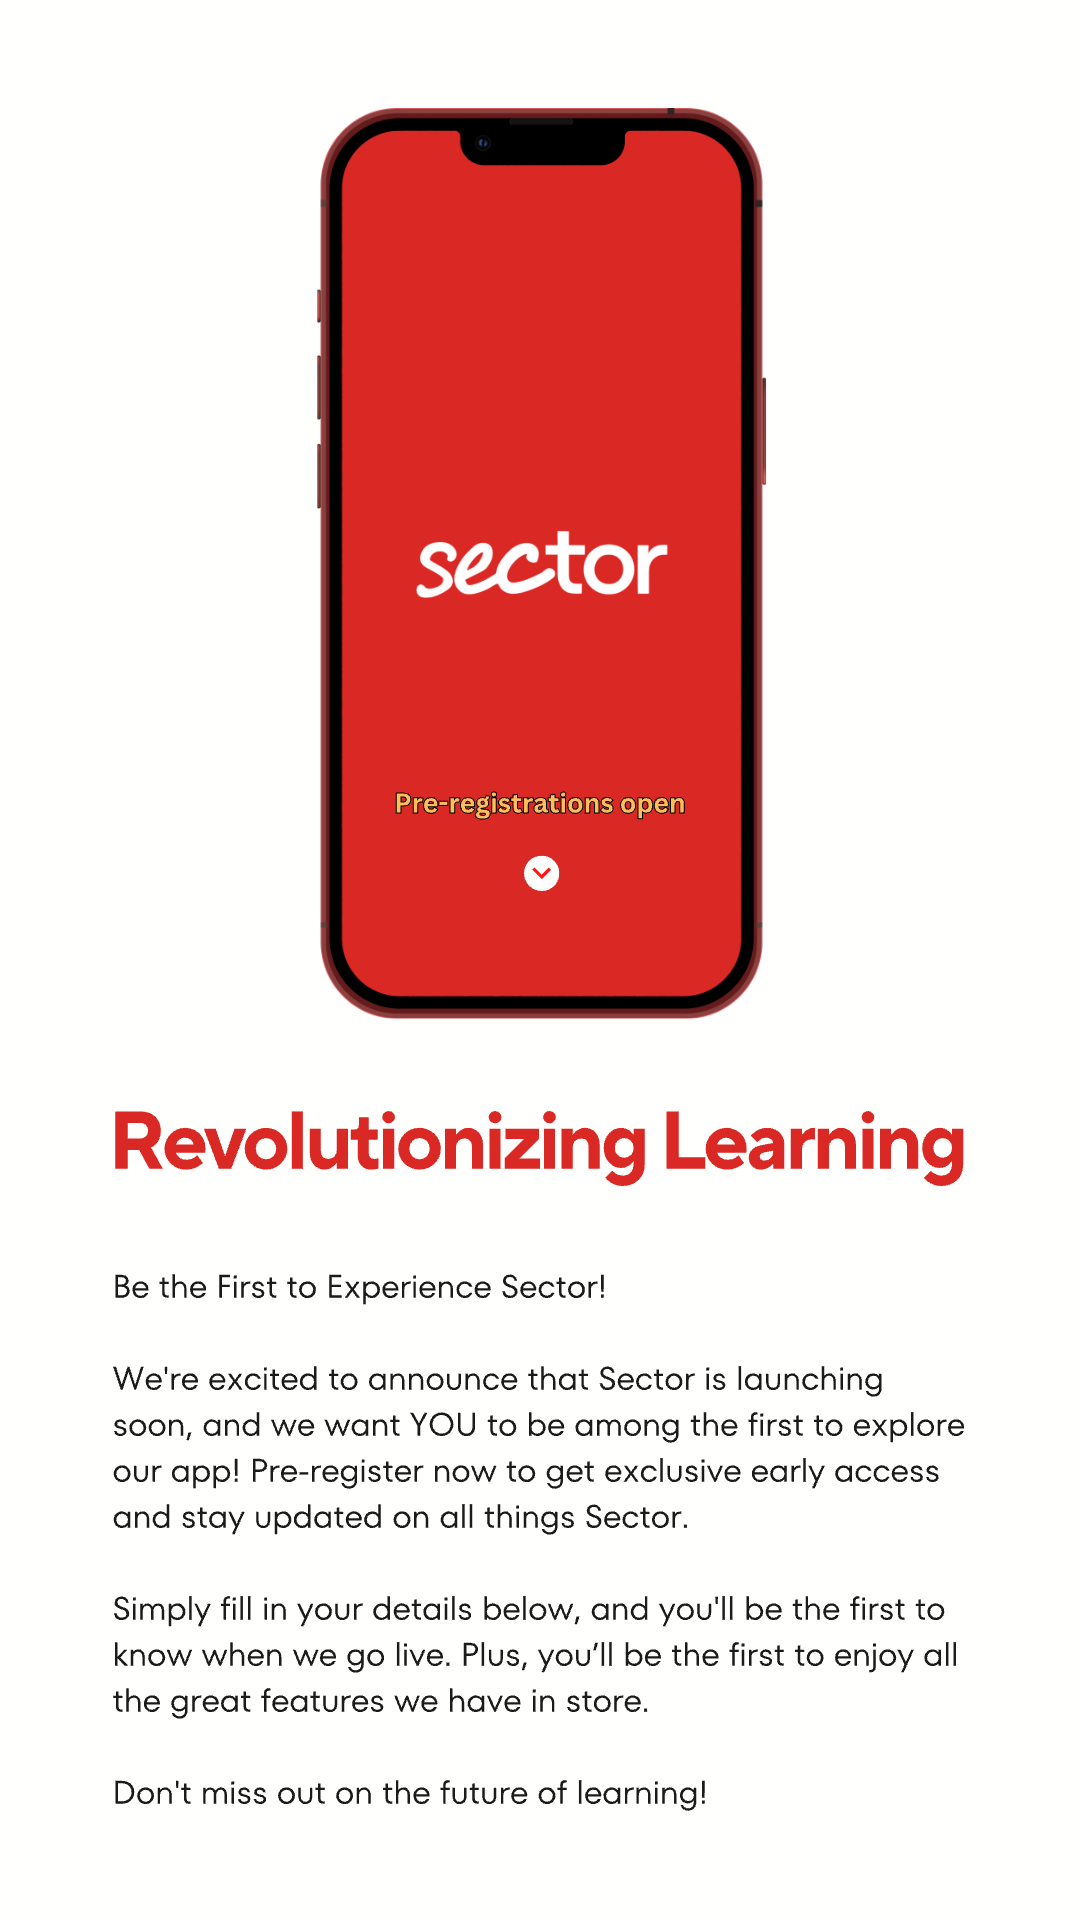 sector
Pre-registrations open
Revolutionizing Learning
Be the First to Experience Sector!
We're excited to announce that Sector is launching
soon, and we want YOU to be among the first to explore
our app! Pre-register now to get exclusive early access
and stay updated on all things Sector.
Simply fill in your details below, and you'll be the first to
know when we go live. Plus, you’ll be the first to enjoy all
the great features we have in store.
Don't miss out on the future of learning!